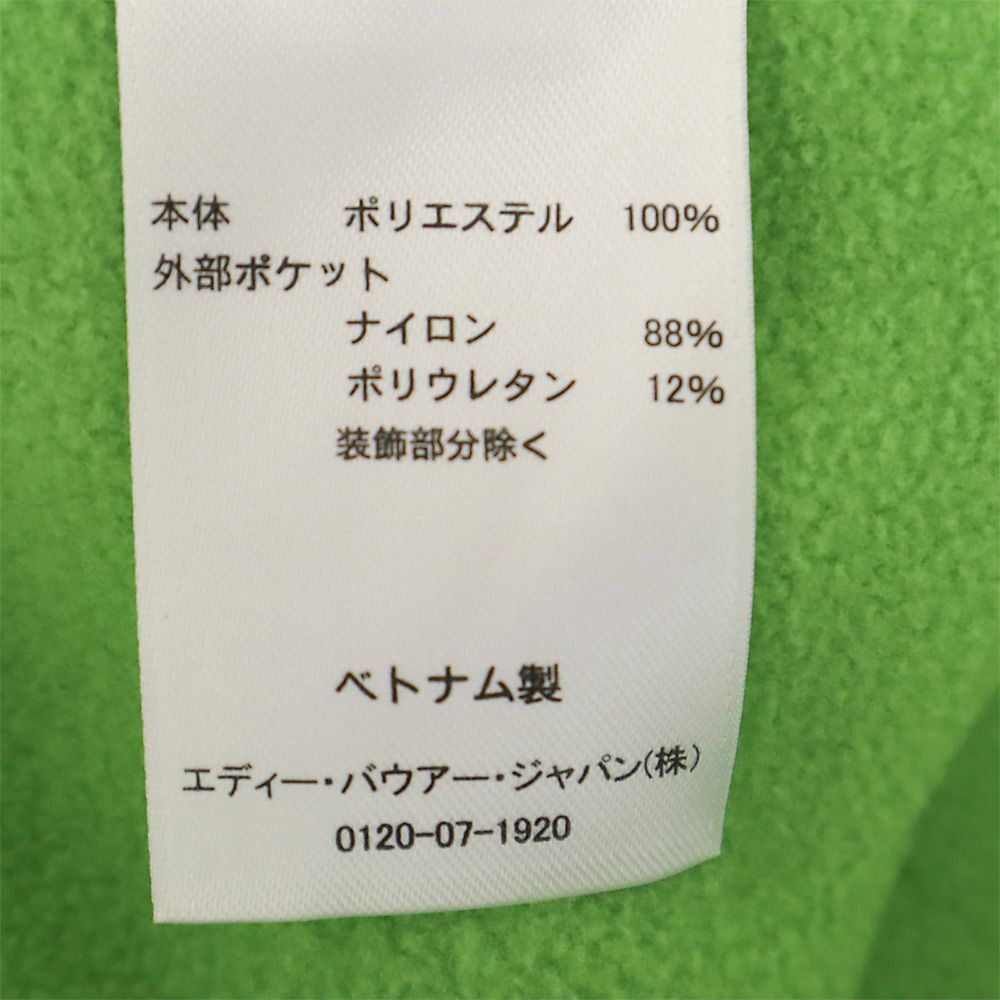 本体 ポリエステル 100%
外部ポケット
ナイロン 88%
ポリウレタン 12%
装飾部分除く
ベトナム製
エディー・バウアー・ジャパン(株)
0120-07-1920